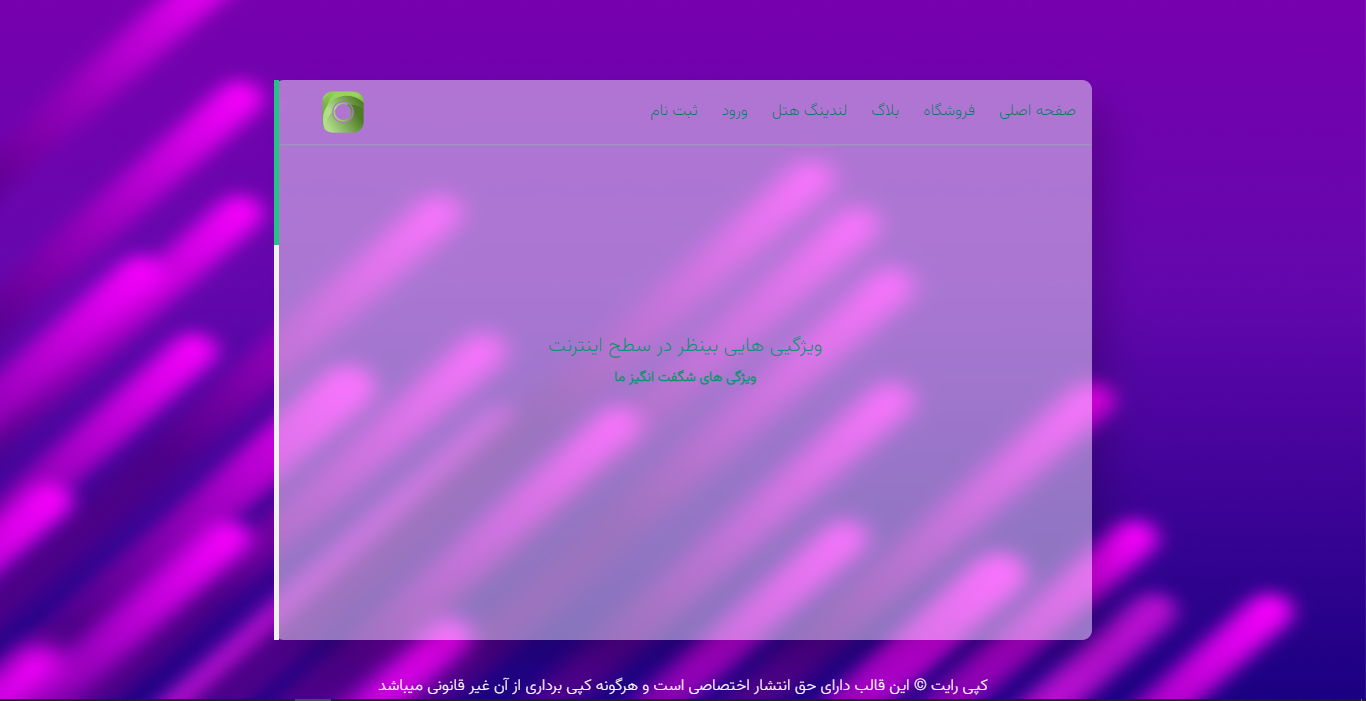 صفحه اصلی فروشگاه بلاگ لندینگ هتل ورود ثبت نام
ویژگیی هایی بینظر در سطح اینترنت
ویژگی های شگفت انگیز ما
کپی رایت © این قالب دارای حق انتشار اختصاصی است و هرگونه کپی برداری از آن غیر قانونی میباشد